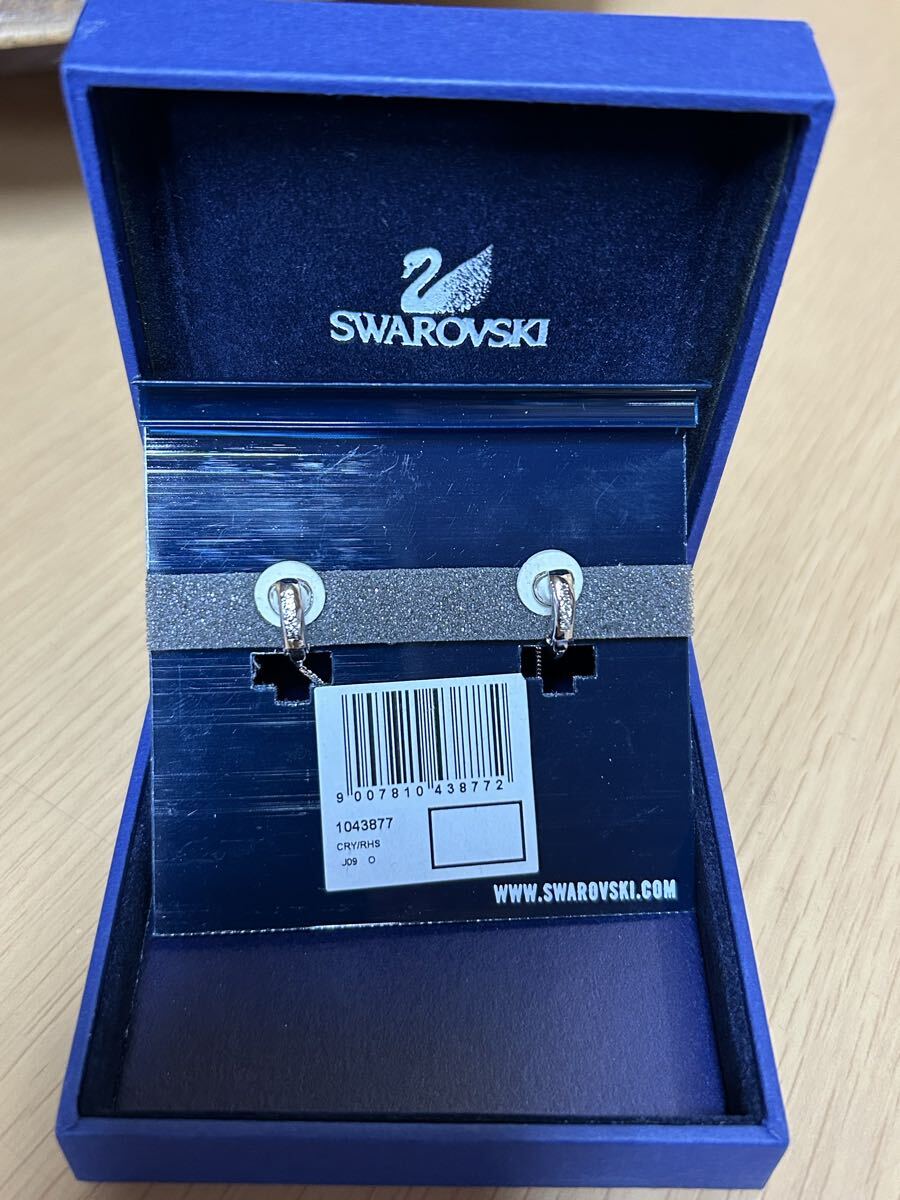 SWAROVSKI
9 007810 438772
1043877
CRY/RHS
J09 O
WWW.SWAROVSKI.COM